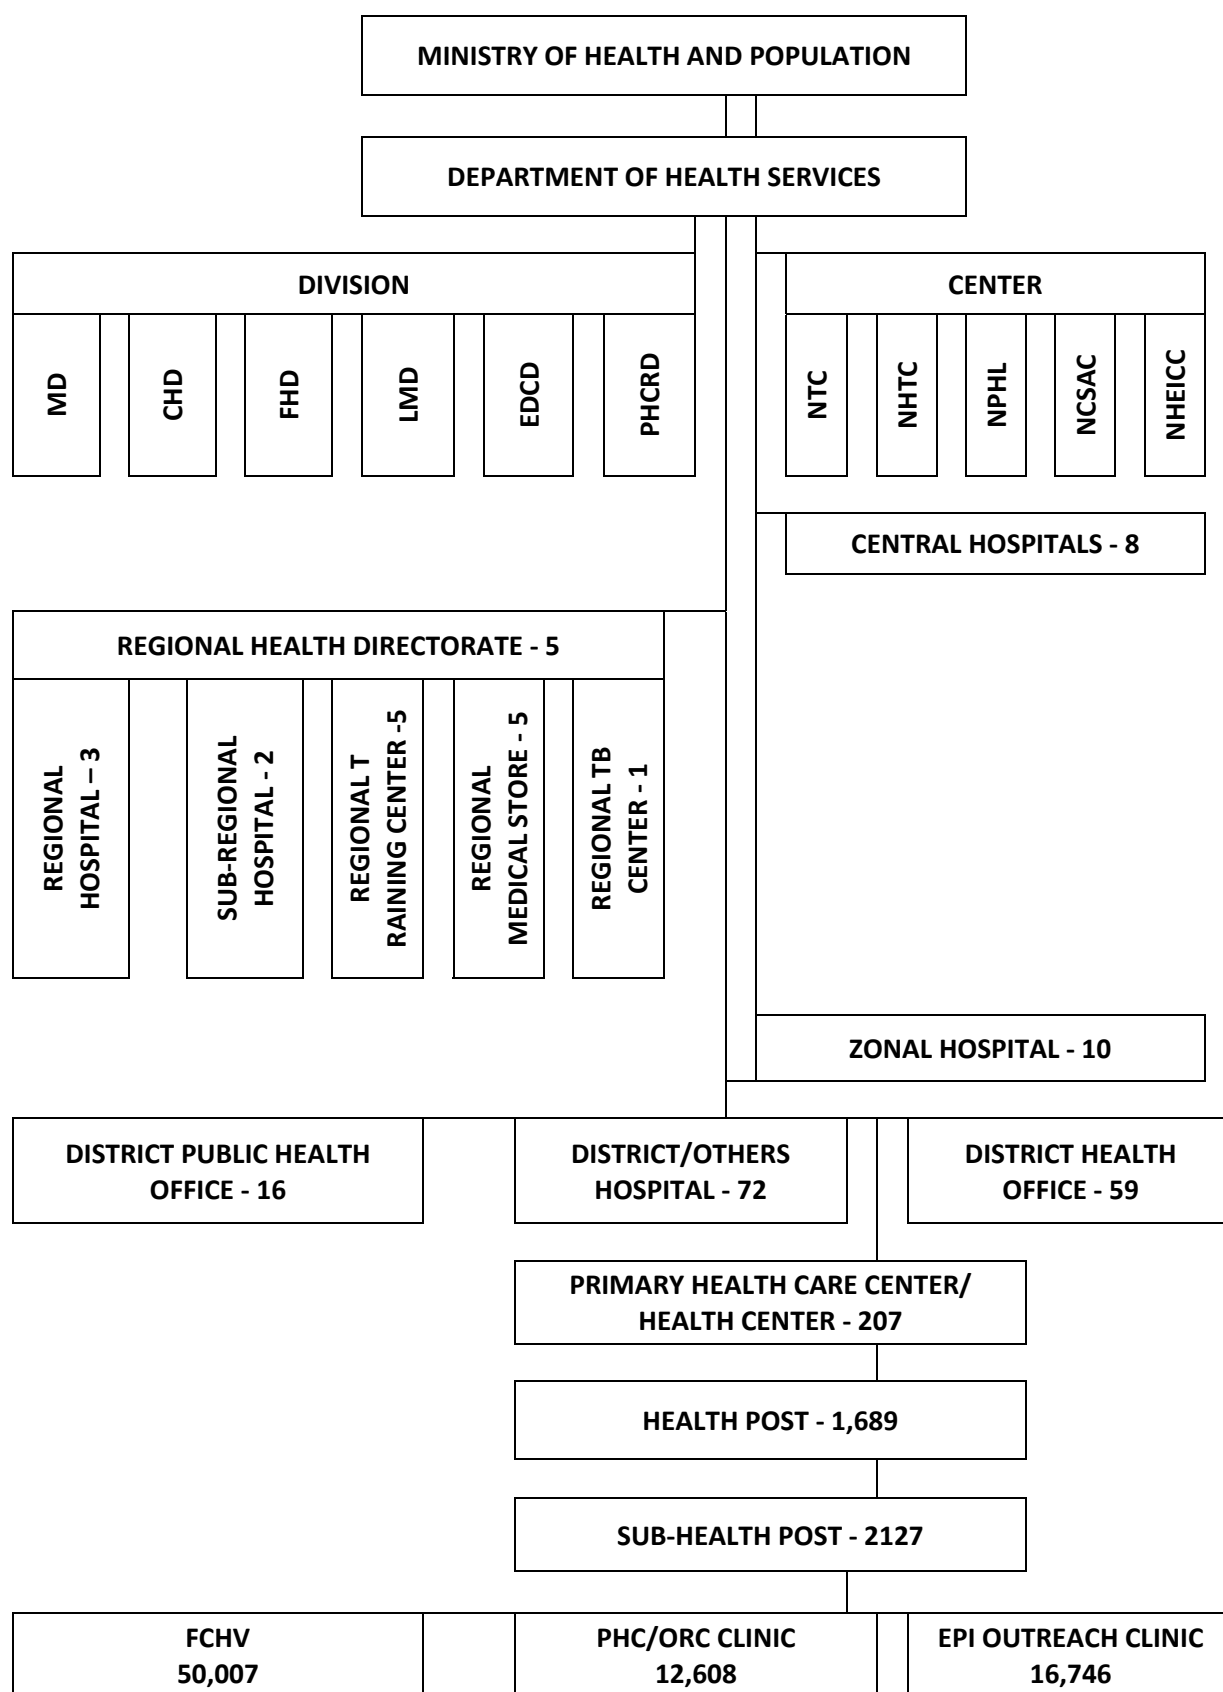 MINISTRY OF HEALTH AND POPULATION
DEPARTMENT OF HEALTH SERVICES
DIVISION
MD
CHD
FHD
LMD
EDCD
PHCRD
CENTER
NTC
NHTC
NPHL
NCSAC
NHEICC
CENTRAL HOSPITALS - 8
REGIONAL HEALTH DIRECTORATE - 5
REGIONAL
HOSPITAL – 3
SUB-REGIONAL
HOSPITAL - 2
REGIONAL T
RAINING CENTER -5
REGIONAL
MEDICAL STORE - 5
REGIONAL TB
CENTER - 1
ZONAL HOSPITAL - 10
DISTRICT PUBLIC HEALTH
OFFICE - 16
DISTRICT/OTHERS
HOSPITAL - 72
DISTRICT HEALTH
OFFICE - 59
PRIMARY HEALTH CARE CENTER/
HEALTH CENTER - 207
HEALTH POST - 1,689
SUB-HEALTH POST - 2127
FCHV
50,007
PHC/ORC CLINIC
12,608
EPI OUTREACH CLINIC
16,746